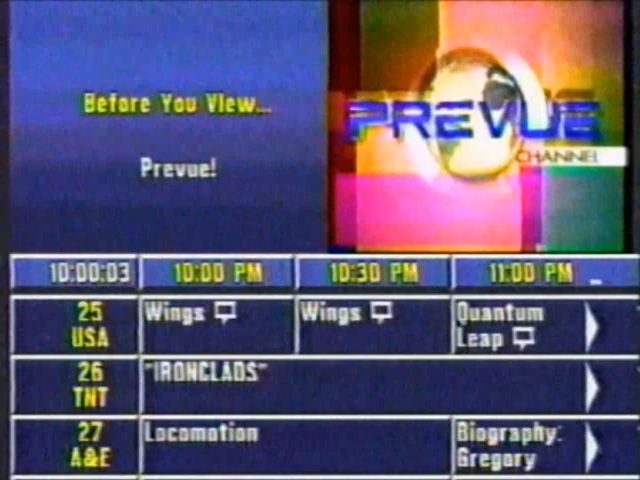 Before You View...
Prevue!
PREVUE
CHANNEL
10:00:03 10:00 PM 10:30 PM 11:00 PM
25 USA Wings Wings Quantum Leap
26 TNT "IRONCLADS"
27 A&E Locomotion Biography: Gregory